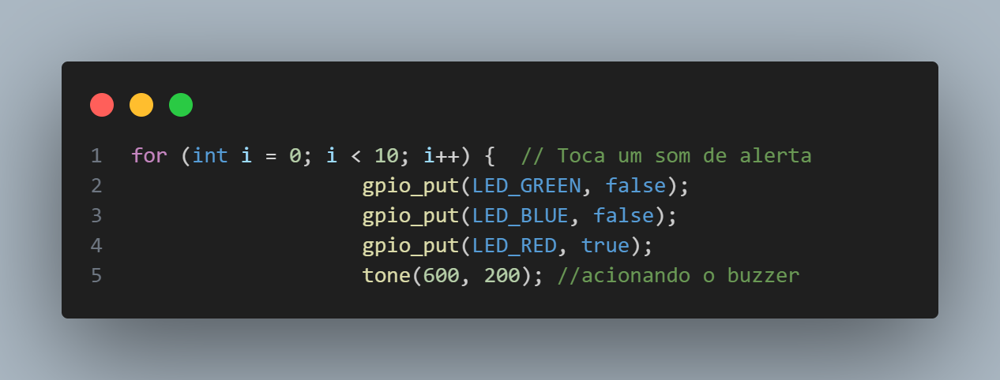 1 for (int i = 0; i < 10; i++) {  // Toca um som de alerta
2                    gpio_put(LED_GREEN, false);
3                    gpio_put(LED_BLUE, false);
4                    gpio_put(LED_RED, true);
5                    tone(600, 200); //acionando o buzzer